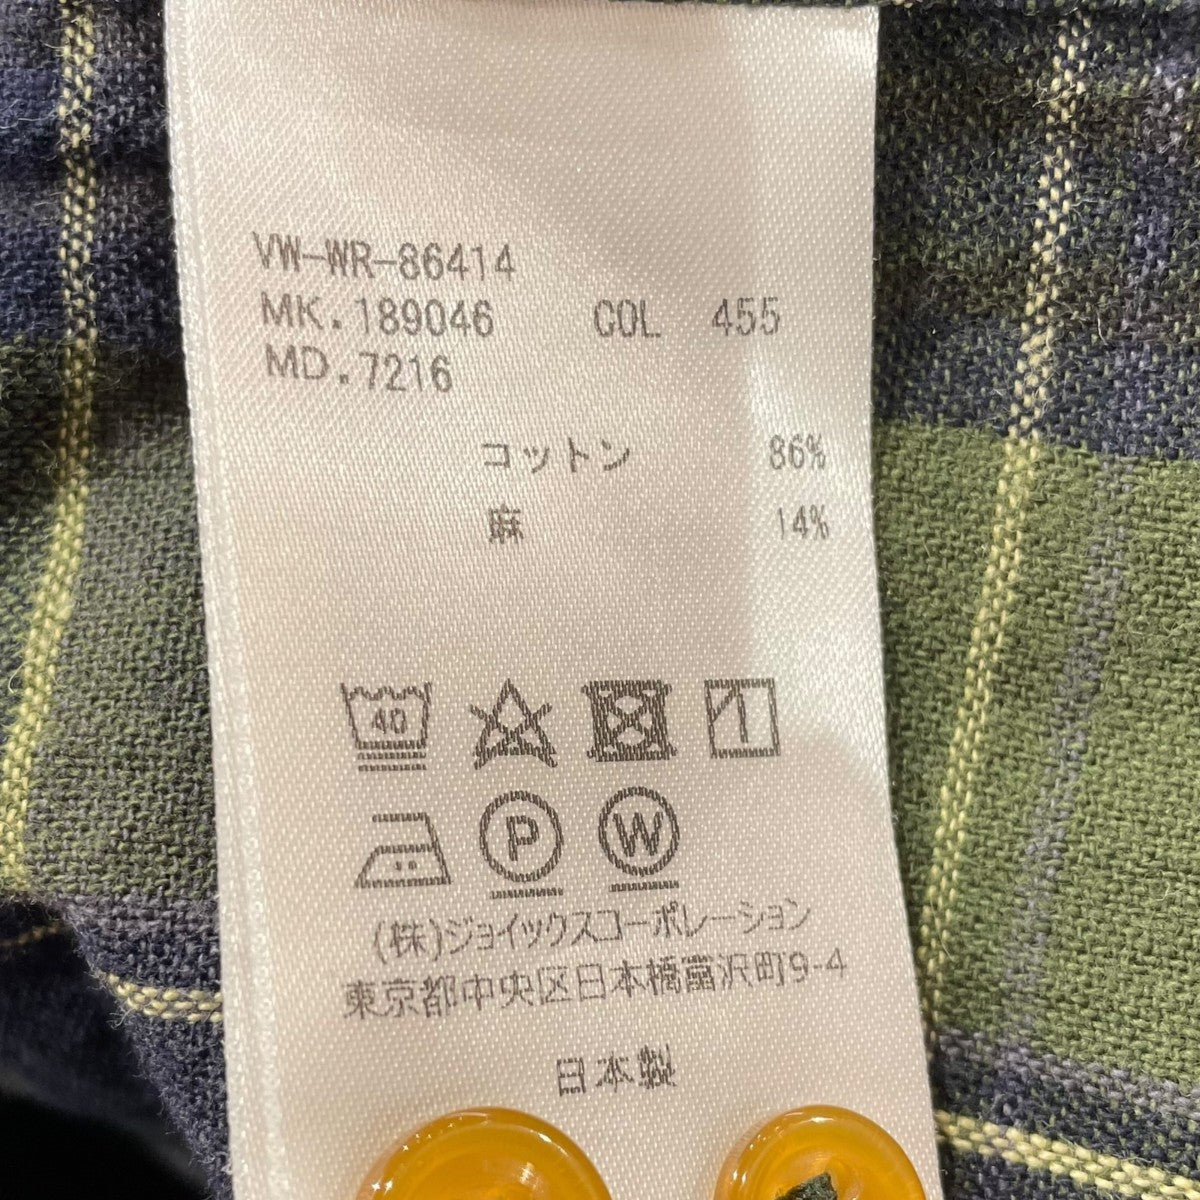 VW-WR-86414
MK.189046 COL 455
MD.7216
コットン 86%
麻 14%
40
P W
(株)ジョイックスコーポレーション
東京都中央区日本橋富沢町9-4
日本製